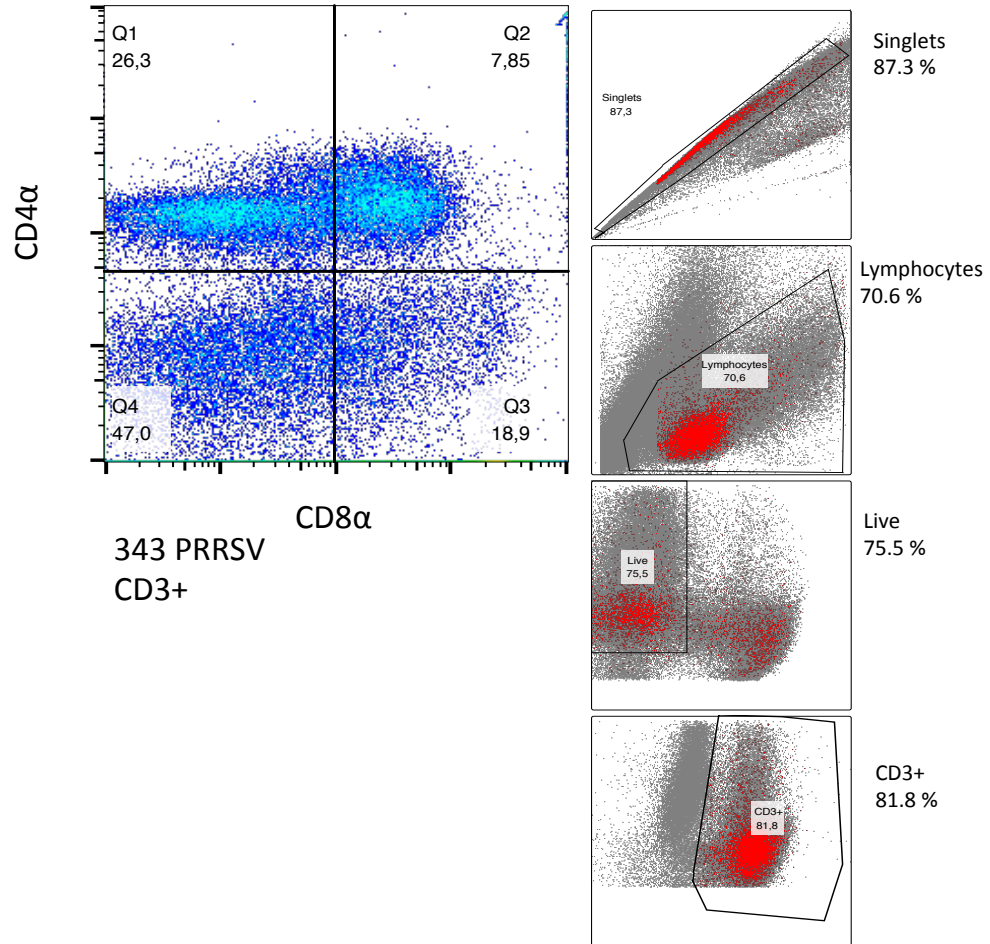 Q1
26,3
Q2
7,85
Q4
47,0
Q3
18,9
CD4α
CD8α
343 PRRSV
CD3+
Singlets
87,3
Singlets
87.3 %
Lymphocytes
70,6
Lymphocytes
70.6 %
Live
75,5
Live
75.5 %
CD3+
81,8
CD3+
81.8 %